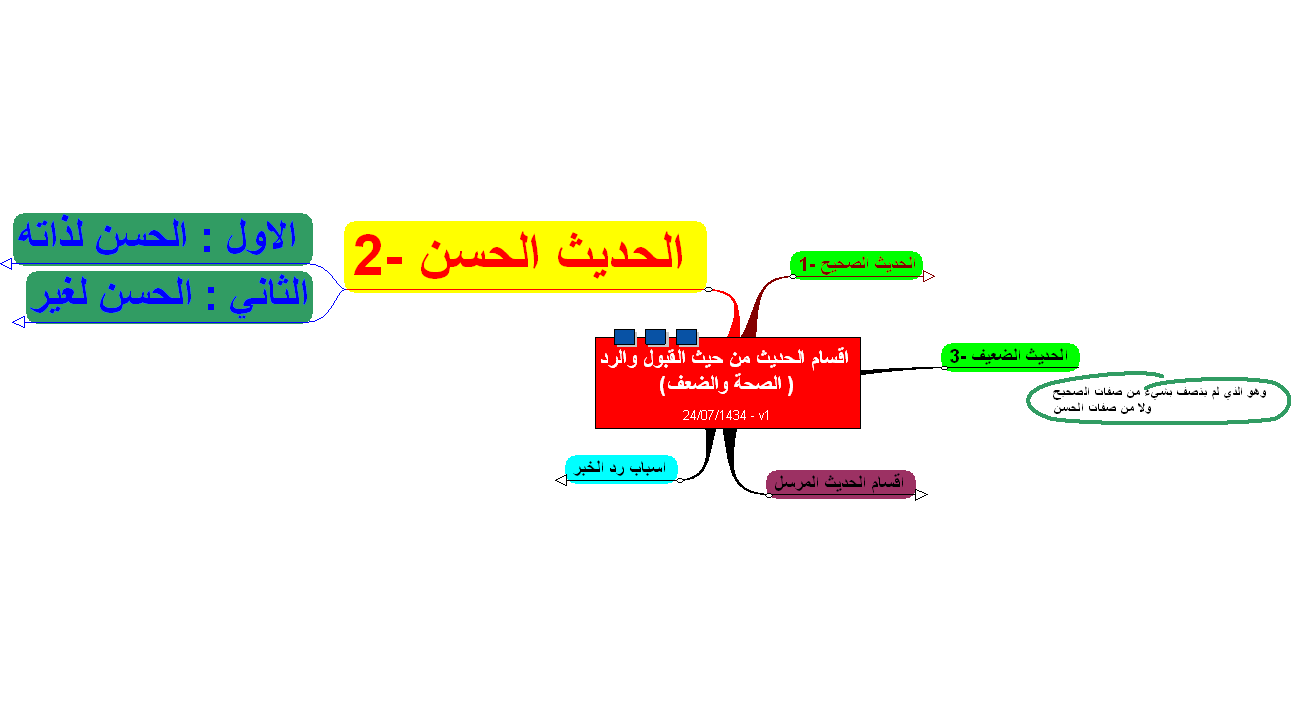 اقسام الحديث من حيث القبول والرد
( الصحة والضعف)
24/07/1434 - v1
1- الحديث الصحيح
2- الحديث الحسن
الاول : الحسن لذاته
الثاني : الحسن لغير
3- الحديث الضعيف
وهو الذي لم يتصف بشيء من صفات الصحيح
ولا من صفات الحسن
اقسام الحديث المرسل
اسباب رد الخبر